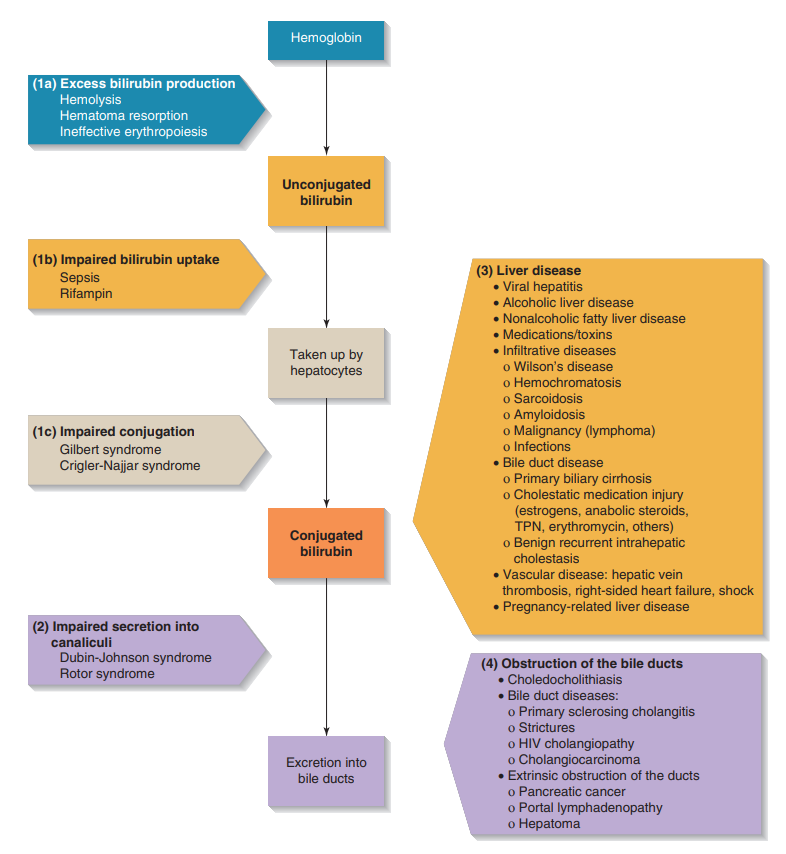 Hemoglobin
(1a) Excess bilirubin production
Hemolysis
Hematoma resorption
Ineffective erythropoiesis
Unconjugated
bilirubin
(1b) Impaired bilirubin uptake
Sepsis
Rifampin
Taken up by
hepatocytes
(1c) Impaired conjugation
Gilbert syndrome
Crigler-Najjar syndrome
Conjugated
bilirubin
(2) Impaired secretion into
canaliculi
Dubin-Johnson syndrome
Rotor syndrome
Excretion into
bile ducts
(3) Liver disease
• Viral hepatitis
• Alcoholic liver disease
• Nonalcoholic fatty liver disease
• Medications/toxins
• Infiltrative diseases
o Wilson's disease
o Hemochromatosis
o Sarcoidosis
o Amyloidosis
o Malignancy (lymphoma)
o Infections
• Bile duct disease
o Primary biliary cirrhosis
o Cholestatic medication injury
(estrogens, anabolic steroids,
TPN, erythromycin, others)
o Benign recurrent intrahepatic
cholestasis
• Vascular disease: hepatic vein
thrombosis, right-sided heart failure, shock
• Pregnancy-related liver disease
(4) Obstruction of the bile ducts
• Choledocholithiasis
• Bile duct diseases:
o Primary sclerosing cholangitis
o Strictures
o HIV cholangiopathy
o Cholangiocarcinoma
• Extrinsic obstruction of the ducts
o Pancreatic cancer
o Portal lymphadenopathy
o Hepatoma